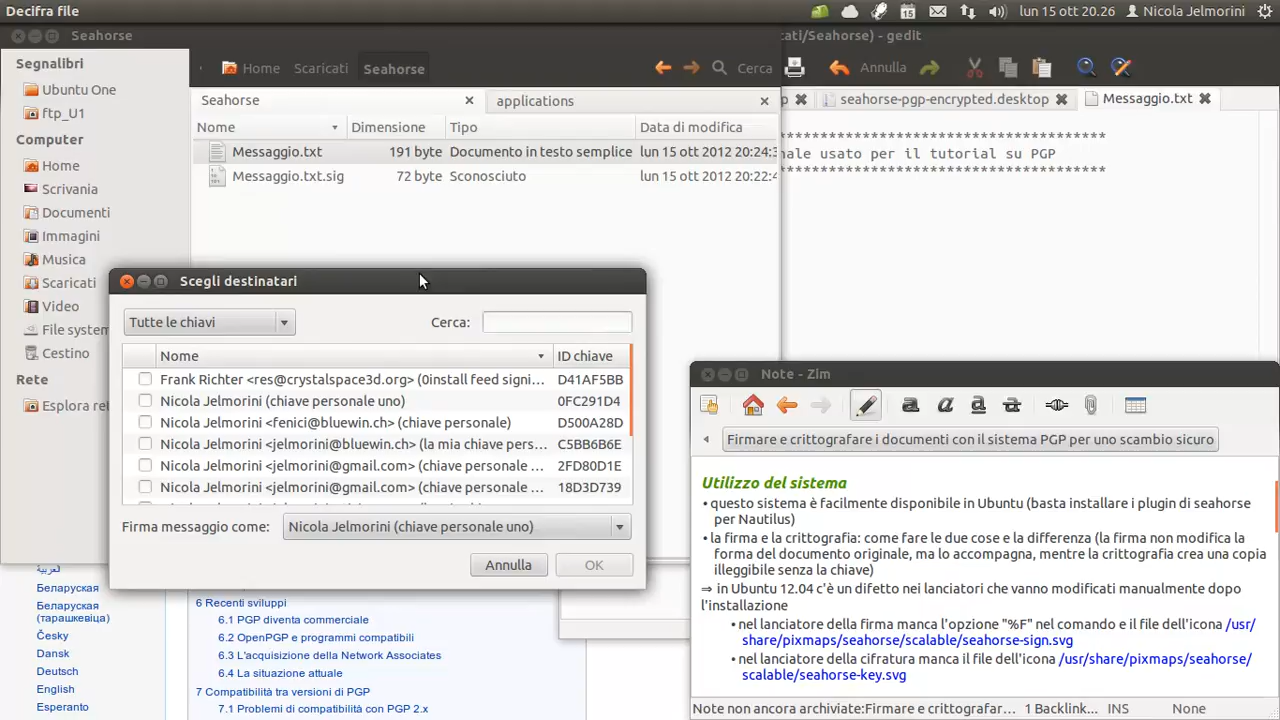 Decifra file
15
lun 15 ott 20.26
Nicola Jelmorini
Seahorse
cati/Seahorse) - gedit
Segnalibri
Ubuntu One
ftp_U1
Computer
Home
Scrivania
Documenti
Immagini
Musica
Scaricati
Video
File system
Cestino
Rete
Esplora ret
Home Scaricati Seahorse
Cerca
Annulla
Seahorse
applications
seahorse-pgp-encrypted.desktop
Messaggio.txt
Nome Dimensione Tipo Data di modifica
Messaggio.txt 191 byte Documento in testo semplice lun 15 ott 2012 20:24:3
Messaggio.txt.sig 72 byte Sconosciuto lun 15 ott 2012 20:22:4
****************************************
nale usato per il tutorial su PGP
****************************************
Scegli destinatari
Tutte le chiavi
Cerca:
Nome ID chiave
Frank Richter <res@crystalspace3d.org> (0install feed signi... D41AF5BB
Nicola Jelmorini (chiave personale uno) 0FC291D4
Nicola Jelmorini <fenici@bluewin.ch> (chiave personale) D500A28D
Nicola Jelmorini <jelmorini@bluewin.ch> (la mia chiave pers... C5BB6B6E
Nicola Jelmorini <jelmorini@gmail.com> (chiave personale ... 2FD80D1E
Nicola Jelmorini <jelmorini@gmail.com> (chiave personale ... 18D3D739
Firma messaggio come: Nicola Jelmorini (chiave personale uno)
Annulla OK
العربية
Беларуская
Беларуская
(тарашкевіца)
Česky
Dansk
Deutsch
English
Esperanto
6 Recenti sviluppi
6.1 PGP diventa commerciale
6.2 OpenPGP e programmi compatibili
6.3 L'acquisizione della Network Associates
6.4 La situazione attuale
7 Compatibilità tra versioni di PGP
7.1 Problemi di compatibilità con PGP 2.x
Note - Zim
Firmare e crittografare i documenti con il sistema PGP per uno scambio sicuro
Utilizzo del sistema
• questo sistema è facilmente disponibile in Ubuntu (basta installare i plugin di seahorse
per Nautilus)
• la firma e la crittografia: come fare le due cose e la differenza (la firma non modifica la
forma del documento originale, ma lo accompagna, mentre la crittografia crea una copia
illeggibile senza la chiave)
⇒ in Ubuntu 12.04 c'è un difetto nei lanciatori che vanno modificati manualmente dopo
l'installazione
• nel lanciatore della firma manca l'opzione "%F" nel comando e il file dell'icona /usr/
share/pixmaps/seahorse/scalable/seahorse-sign.svg
• nel lanciatore della cifratura manca il file dell'icona /usr/share/pixmaps/seahorse/
scalable/seahorse-key.svg
Note non ancora archiviate:Firmare e crittografar... 1 Backlink... INS None